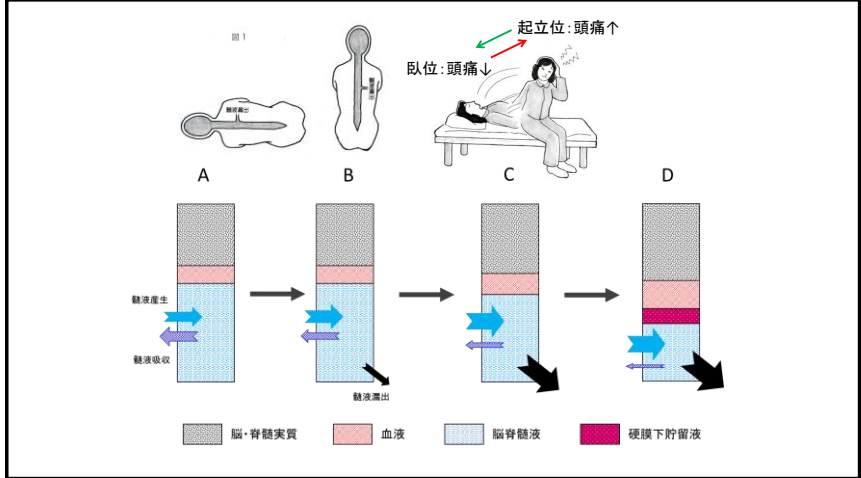 図1
起立位:頭痛↑
臥位:頭痛↓
髄液漏出
髄液漏出
A
B
C
D
髄液産生
髄液吸収
髄液漏出
脳・脊髄実質
血液
脳脊髄液
硬膜下貯留液